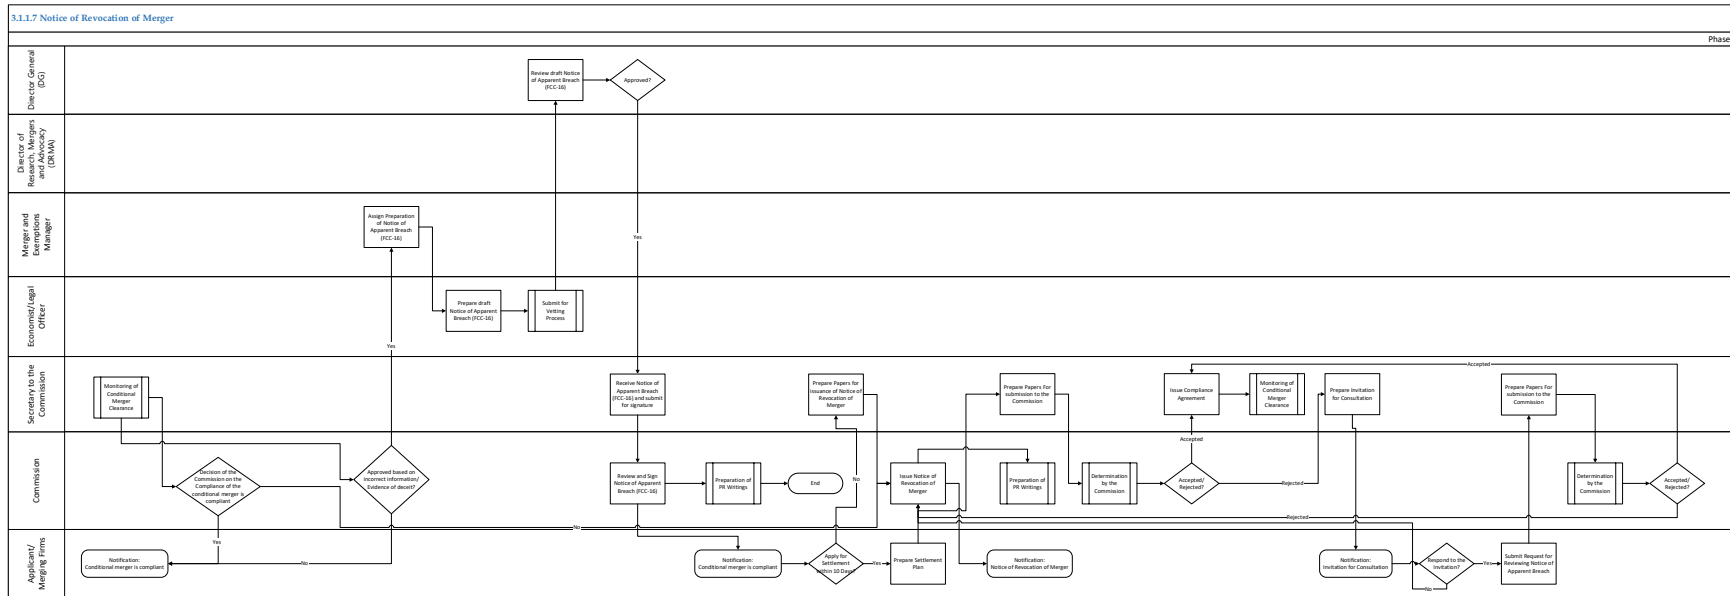 3.1.1.7 Notice of Revocation of Merger
Phase
Director General
(DG)
Review draft Notice
of Apparent Breach
(FCC-16)
Approved?
Director of
Research, Mergers
and Advocacy
(DRMA)
Merger and
Exemptions
Manager
Assign Preparation
of Notice of
Apparent Breach
(FCC-16)
Yes
Economist/Legal
Officer
Prepare draft
Notice of Apparent
Breach (FCC-16)
Submit for
Vetting
Process
Yes
Secretary to the
Commission
Monitoring of
Conditional
Merger
Clearance
Receive Notice of
Apparent Breach
(FCC-16) and submit
for signature
Prepare Papers for
issuance of Notice of
Revocation of
Merger
Prepare Papers For
submission to the
Commission
Issue Compliance
Agreement
Monitoring of
Conditional
Merger
Clearance
Prepare Invitation
for Consultation
Accepted
Prepare Papers For
submission to the
Commission
Commission
Decision of the
Commission on the
Compliance of the
conditional merger is
compliant
Approved based on
incorrect information/
Evidence of deceit?
Review and Sign
Notice of Apparent
Breach (FCC-16)
Preparation of
PR Writings
End
No
Issue Notice of
Revocation of
Merger
Preparation of
PR Writings
Determination
by the
Commission
Accepted
Accepted/
Rejected?
Rejected
Determination
by the
Commission
Accepted/
Rejected?
No
Rejected
Applicant/
Merging Firms
Yes
Notification:
Conditional merger is compliant
No
Notification:
Conditional merger is compliant
Apply for
Settlement
within 10 Days?
Yes
Prepare Settlement
Plan
Notification:
Notice of Revocation of Merger
Notification:
Invitation for Consultation
Respond to the
Invitation?
Yes
No
Submit Request for
Reviewing Notice of
Apparent Breach